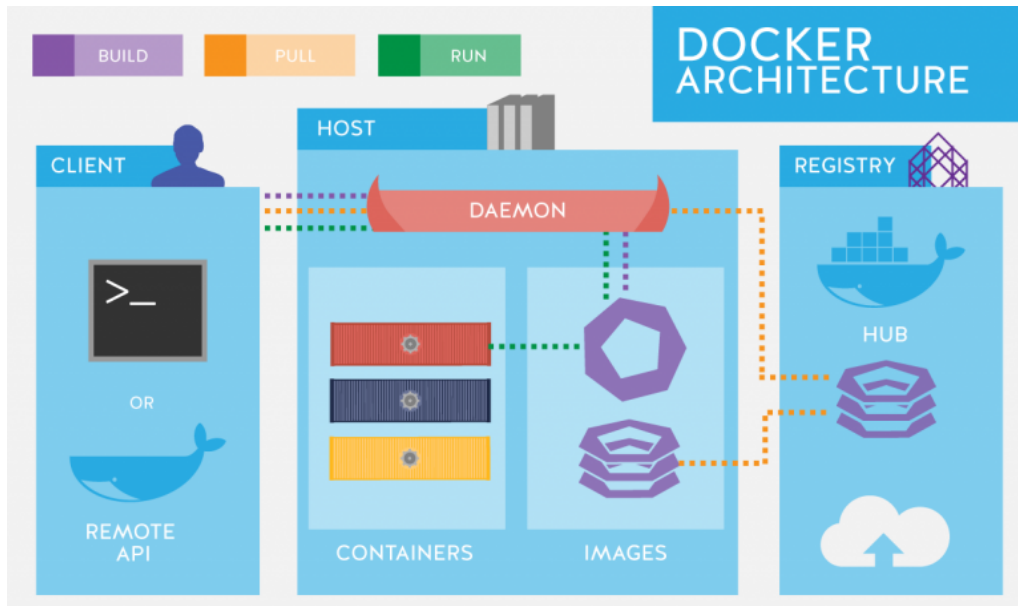 BUILD
PULL
RUN
DOCKER
ARCHITECTURE
CLIENT
>_
OR
REMOTE
API
HOST
DAEMON
CONTAINERS
IMAGES
REGISTRY
HUB